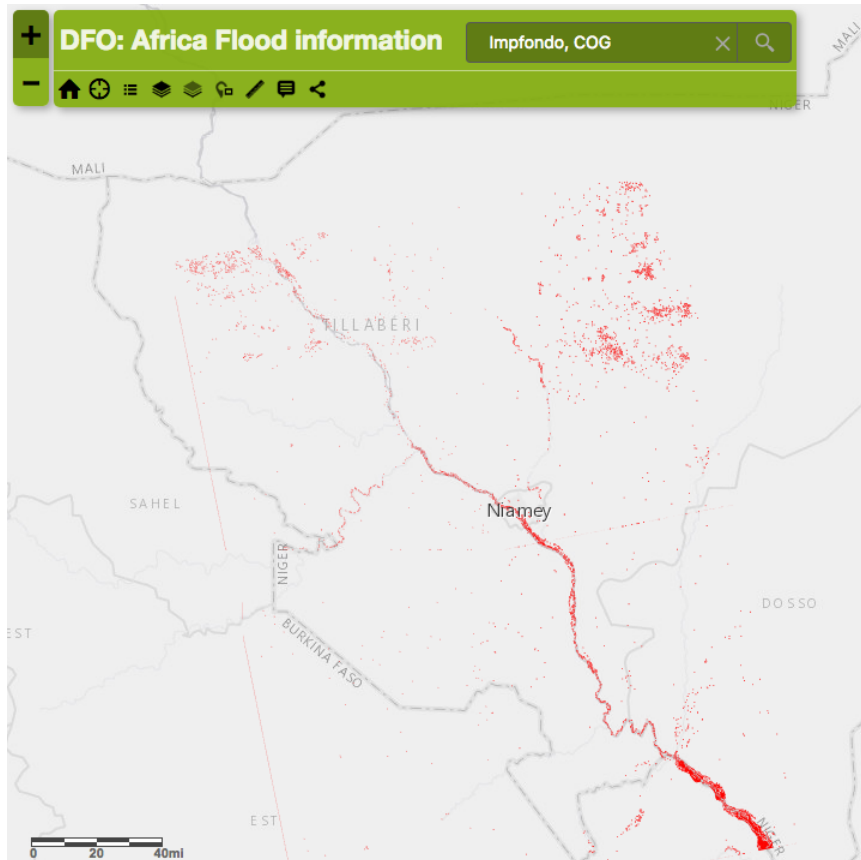 +
DFO: Africa Flood information
Impfondo, COG
−
MALI
NIGER
MALI
TILLABERI
SAHEL
Niamey
NIGER
DOSSO
EST
BURKINA FASO
EST
NIGER
0 20 40mi